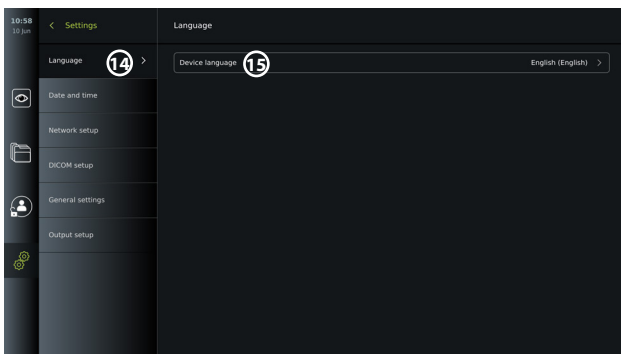 10:58
10 Jun
Settings
Language
Language
14
Device language
15
English (English)
Date and time
Network setup
DICOM setup
General settings
Output setup